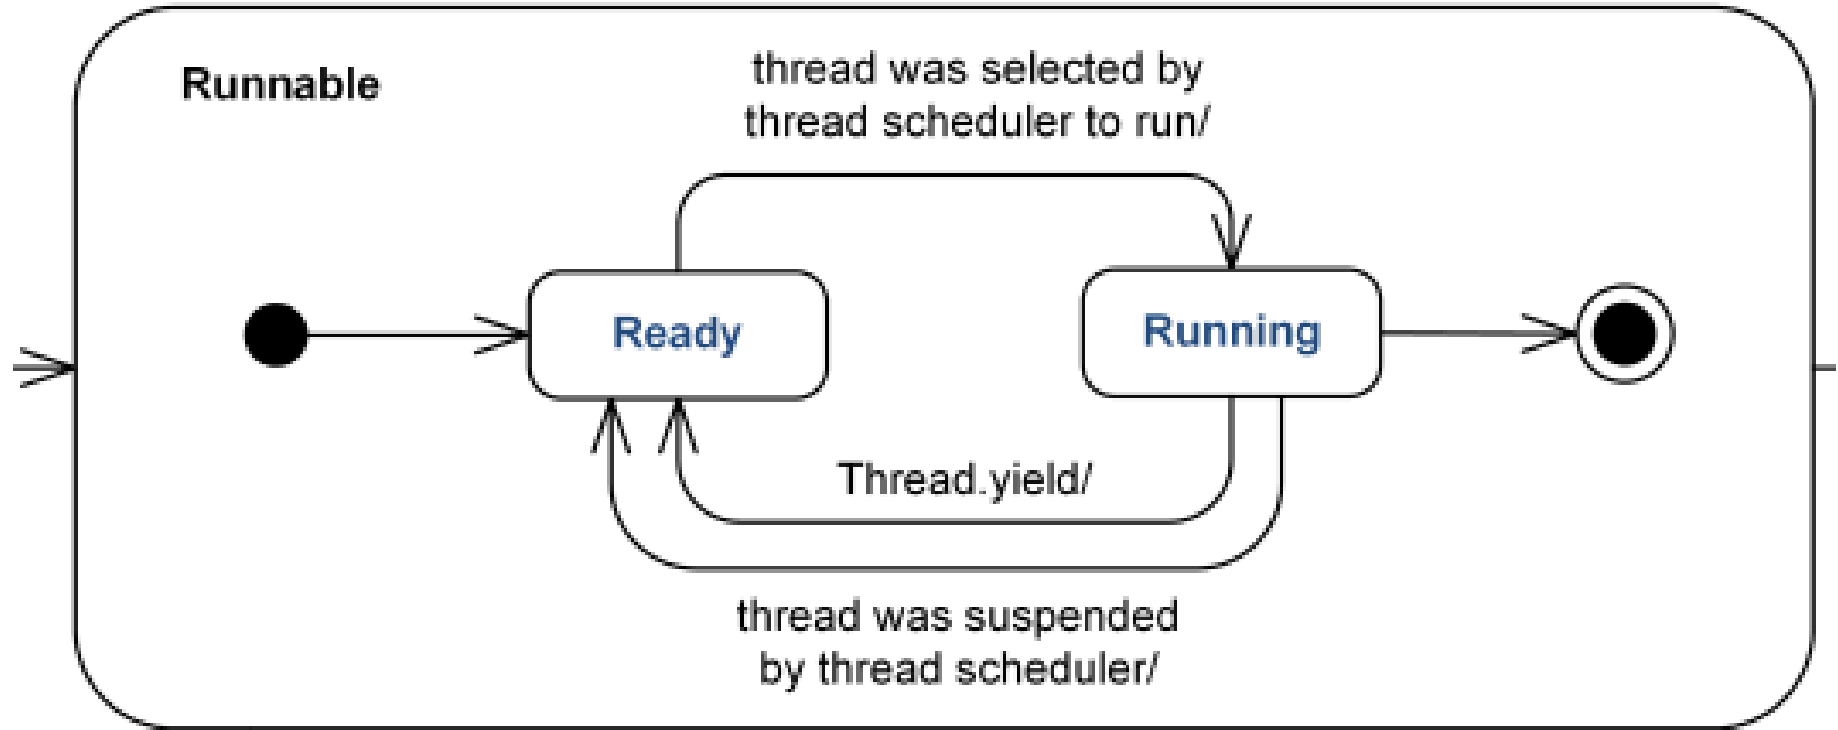 Runnable
thread was selected by
thread scheduler to run/
Ready
Running
Thread.yield/
thread was suspended
by thread scheduler/